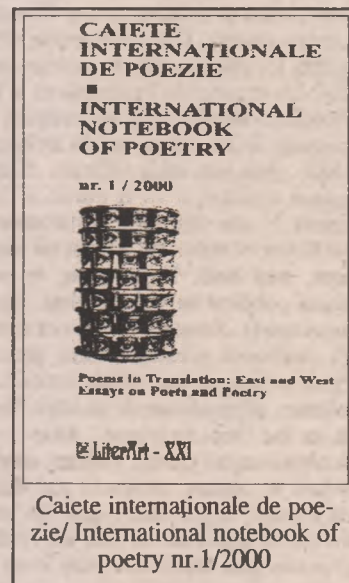 CAIETE
INTERNAȚIONALE
DE POEZIE
INTERNATIONAL
NOTEBOOK
OF POETRY
nr. 1 / 2000
Poems in Translation: East and West
Essays on Poets and Poetry
LiterArt - XXI
Caiete internaționale de poe-
zie/ International notebook of
poetry nr.1/2000